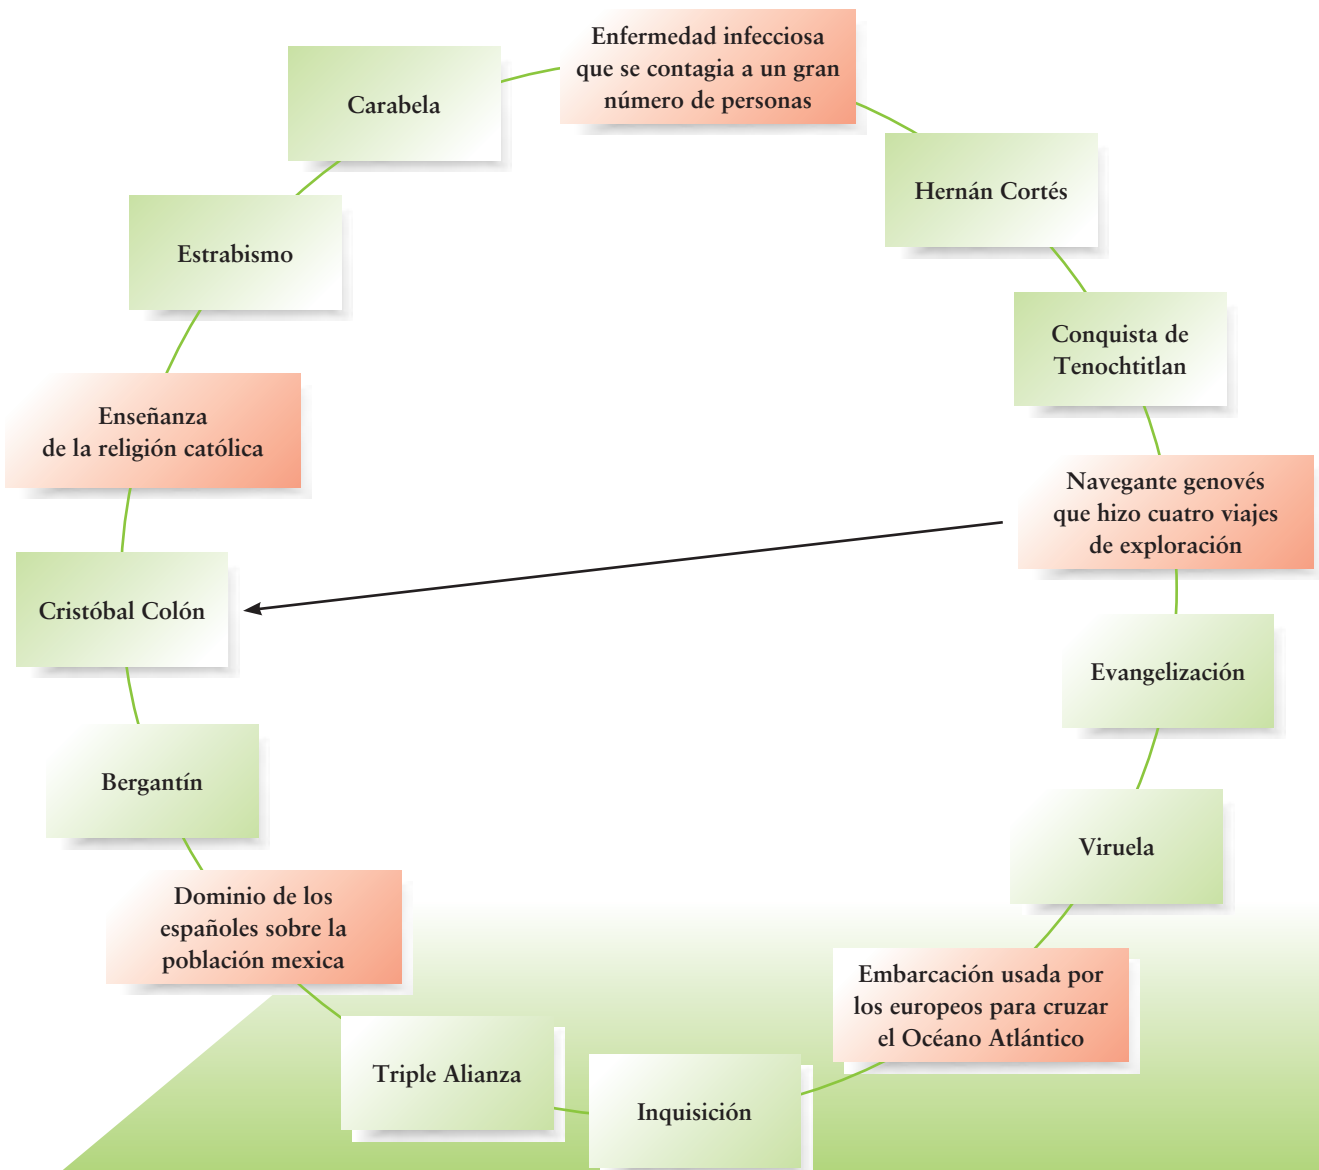 Enfermedad infecciosa
que se contagia a un gran
número de personas
Carabela
Hernán Cortés
Estrabismo
Conquista de
Tenochtitlan
Enseñanza
de la religión católica
Navegante genovés
que hizo cuatro viajes
de exploración
Cristóbal Colón
Evangelización
Bergantín
Viruela
Dominio de los
españoles sobre la
población mexica
Embarcación usada por
los europeos para cruzar
el Océano Atlántico
Triple Alianza
Inquisición